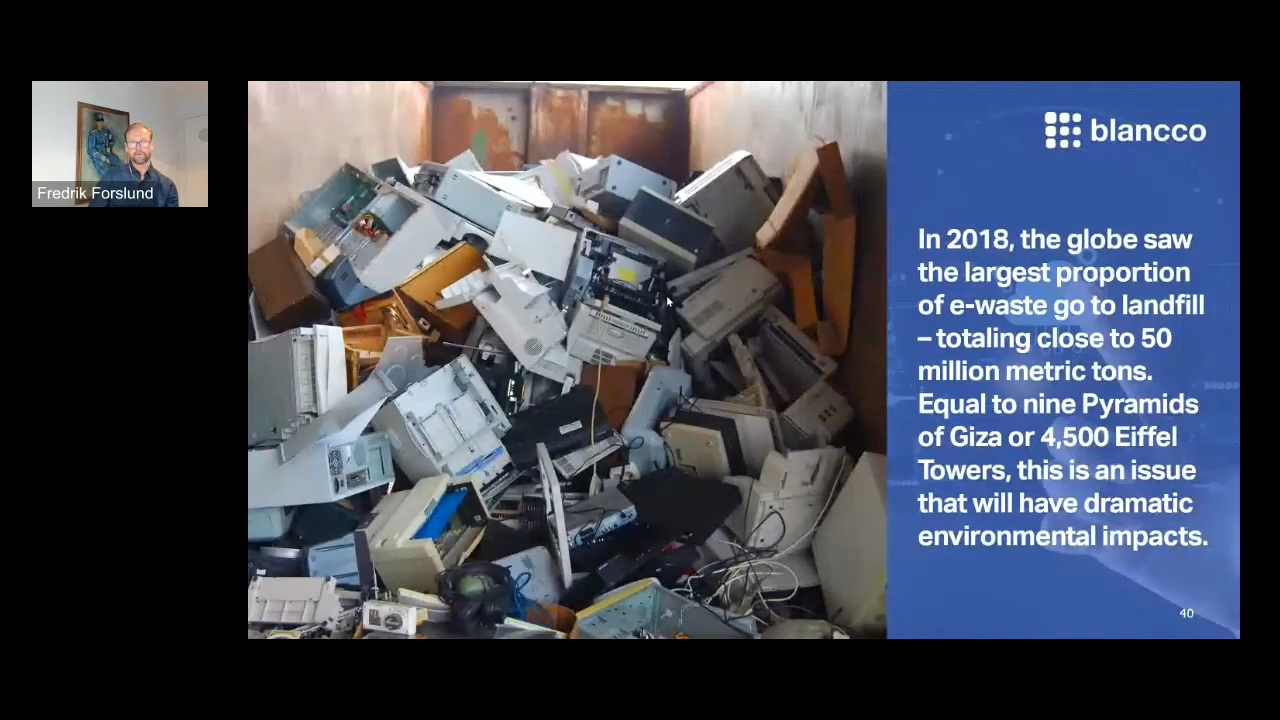 Fredrik Forslund
blancco
In 2018, the globe saw
the largest proportion
of e-waste go to landfill
– totaling close to 50
million metric tons.
Equal to nine Pyramids
of Giza or 4,500 Eiffel
Towers, this is an issue
that will have dramatic
environmental impacts.
40